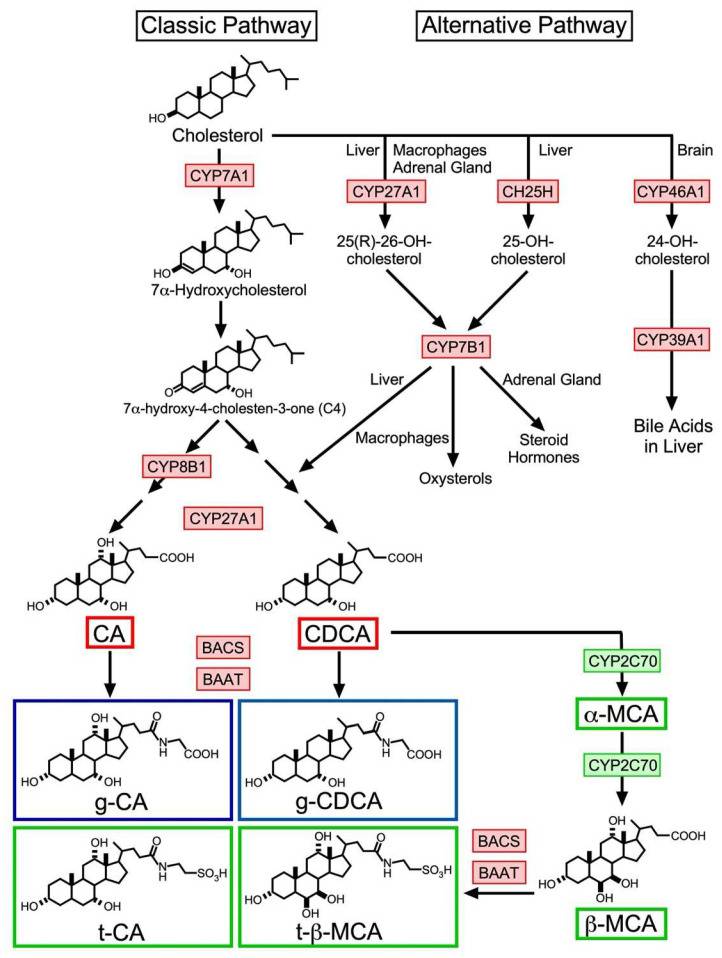 Classic Pathway
Alternative Pathway
HO
Cholesterol
Liver
Macrophages
Adrenal Gland
Liver
Brain
CYP7A1
CYP27A1
CH25H
CYP46A1
HO
OH
7α-Hydroxycholesterol
25(R)-26-OH-
cholesterol
25-OH-
cholesterol
24-OH-
cholesterol
CYP7B1
CYP39A1
O
OH
7α-hydroxy-4-cholesten-3-one (C4)
Liver
Adrenal Gland
Macrophages
Steroid
Hormones
Oxysterols
Bile Acids
in Liver
CYP8B1
CYP27A1
OH
COOH
HO
OH
CA
COOH
HO
OH
CDCA
BACS
BAAT
CYP2C70
α-MCA
CYP2C70
OH
O
N
H
COOH
HO
OH
g-CA
O
N
H
COOH
HO
OH
g-CDCA
OH
O
N
H
SO3H
HO
OH
t-CA
OH
O
N
H
SO3H
HO
OH
OH
t-β-MCA
BACS
BAAT
OH
COOH
HO
OH
OH
β-MCA